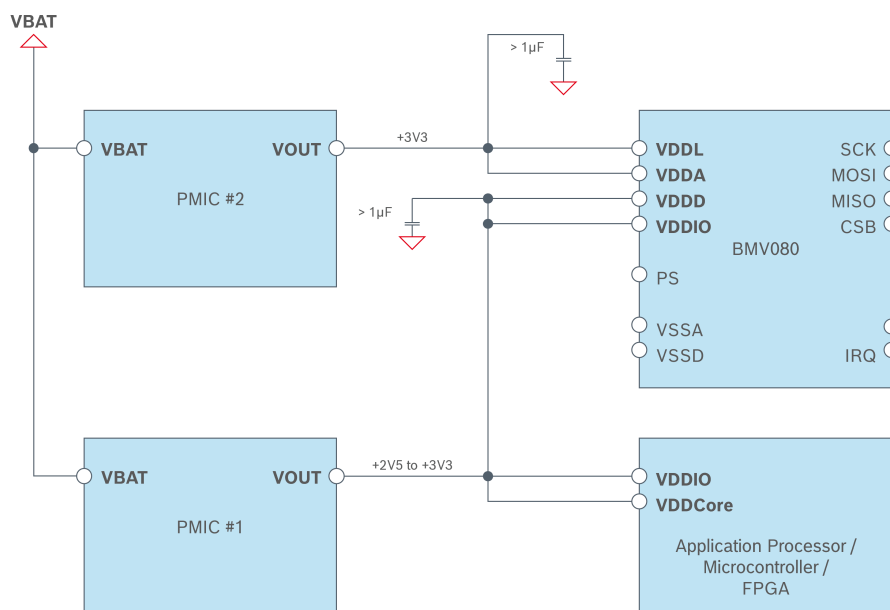 VBAT
> 1µF
+3V3
VBAT
VOUT
PMIC #2
> 1µF
VDDL
VDDA
VDDD
VDDIO
BMV080
PS
VSSA
VSSD
SCK
MOSI
MISO
CSB
IRQ
+2V5 to +3V3
VBAT
VOUT
PMIC #1
VDDIO
VDDCore
Application Processor /
Microcontroller /
FPGA